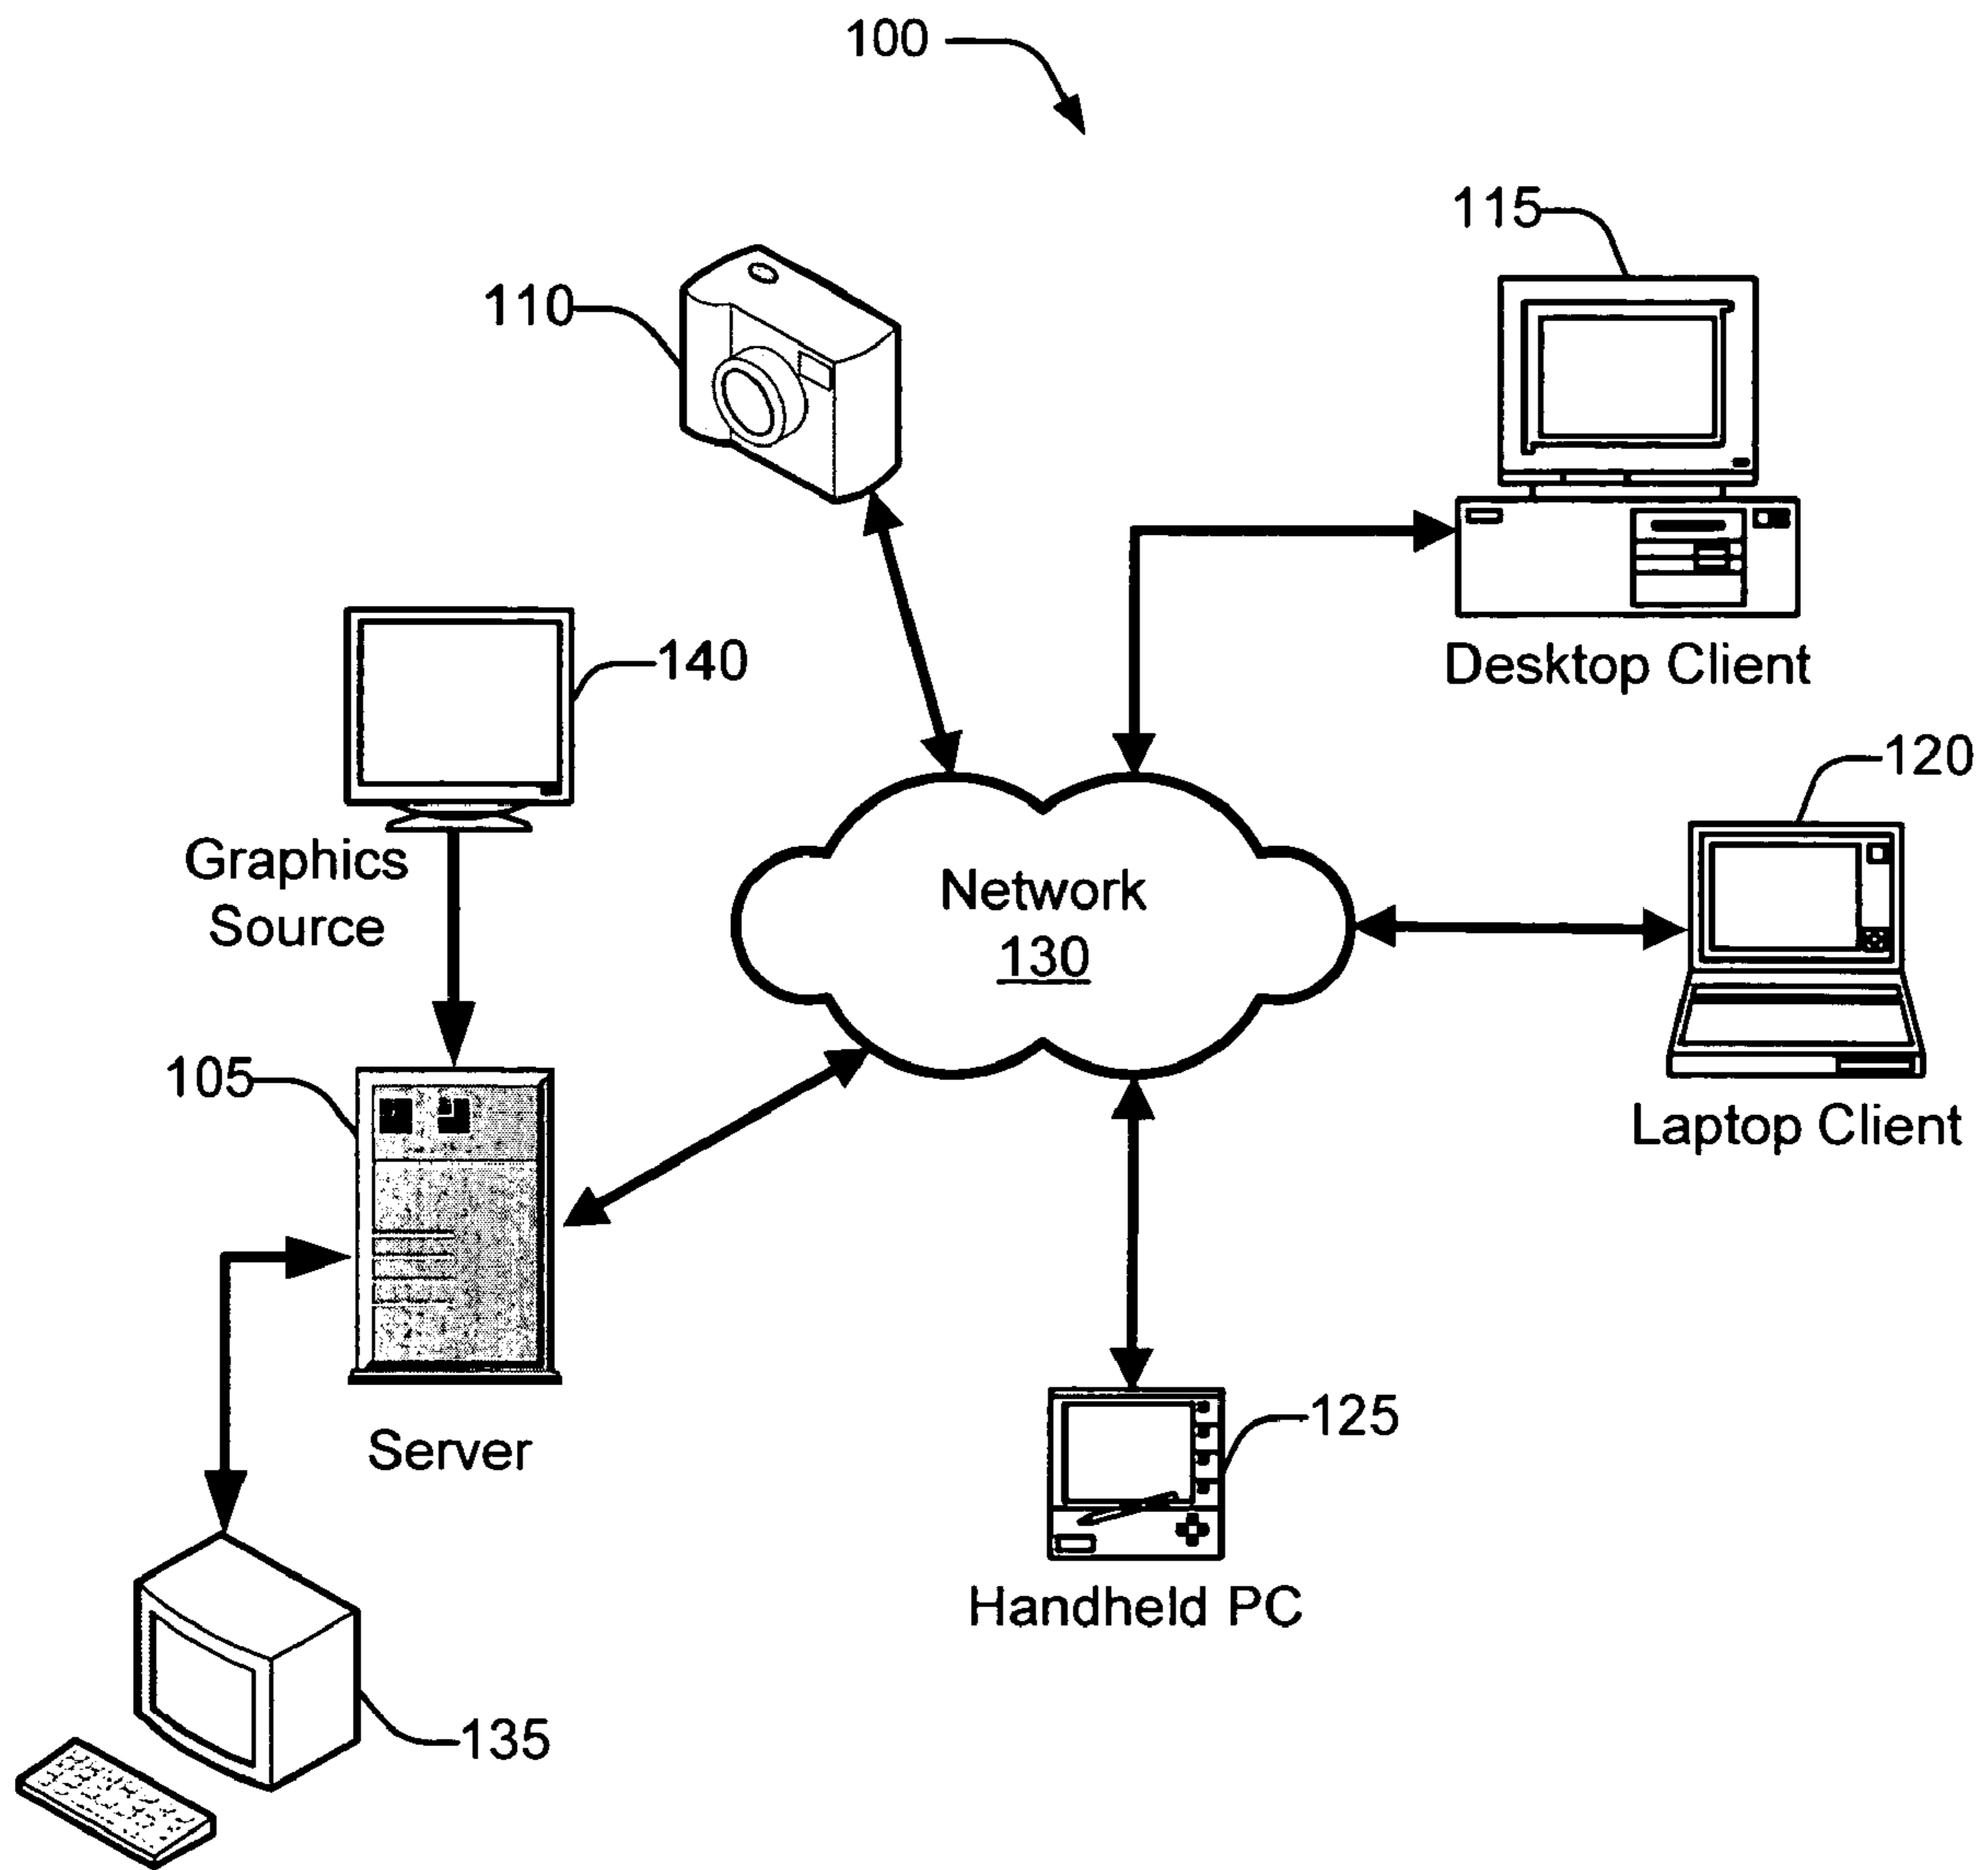 100
115
110
140
Desktop Client
120
Graphics
Source
Network
130
105
Laptop Client
125
Server
Handheld PC
135